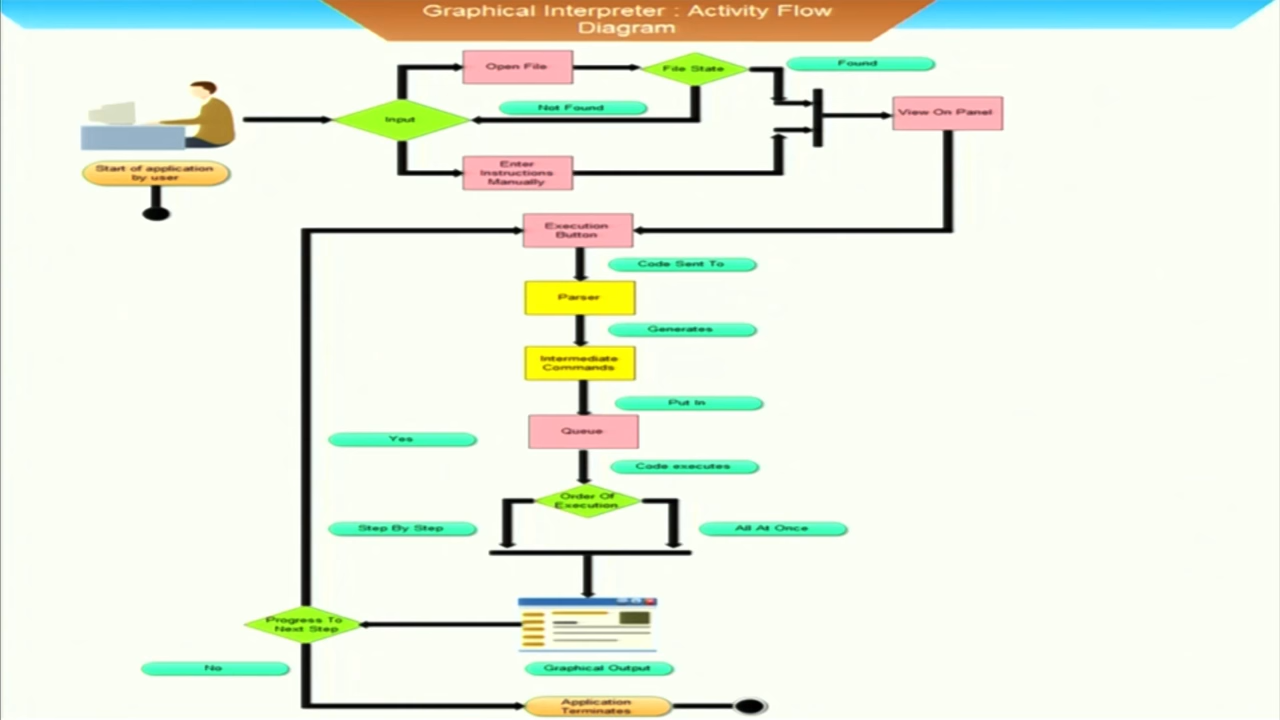 Graphical Interpreter : Activity Flow
Diagram
Open File
File State
Found
Not Found
Input
View On Panel
Start of application
by user
Enter
Instructions
Manually
Execution
Button
Code Sent To
Parser
Generates
Intermediate
Commands
Put In
Queue
Yes
Code executes
Order Of
Execution
Step By Step
All At Once
Progress To
Next Step
No
Graphical Output
Application
Terminates